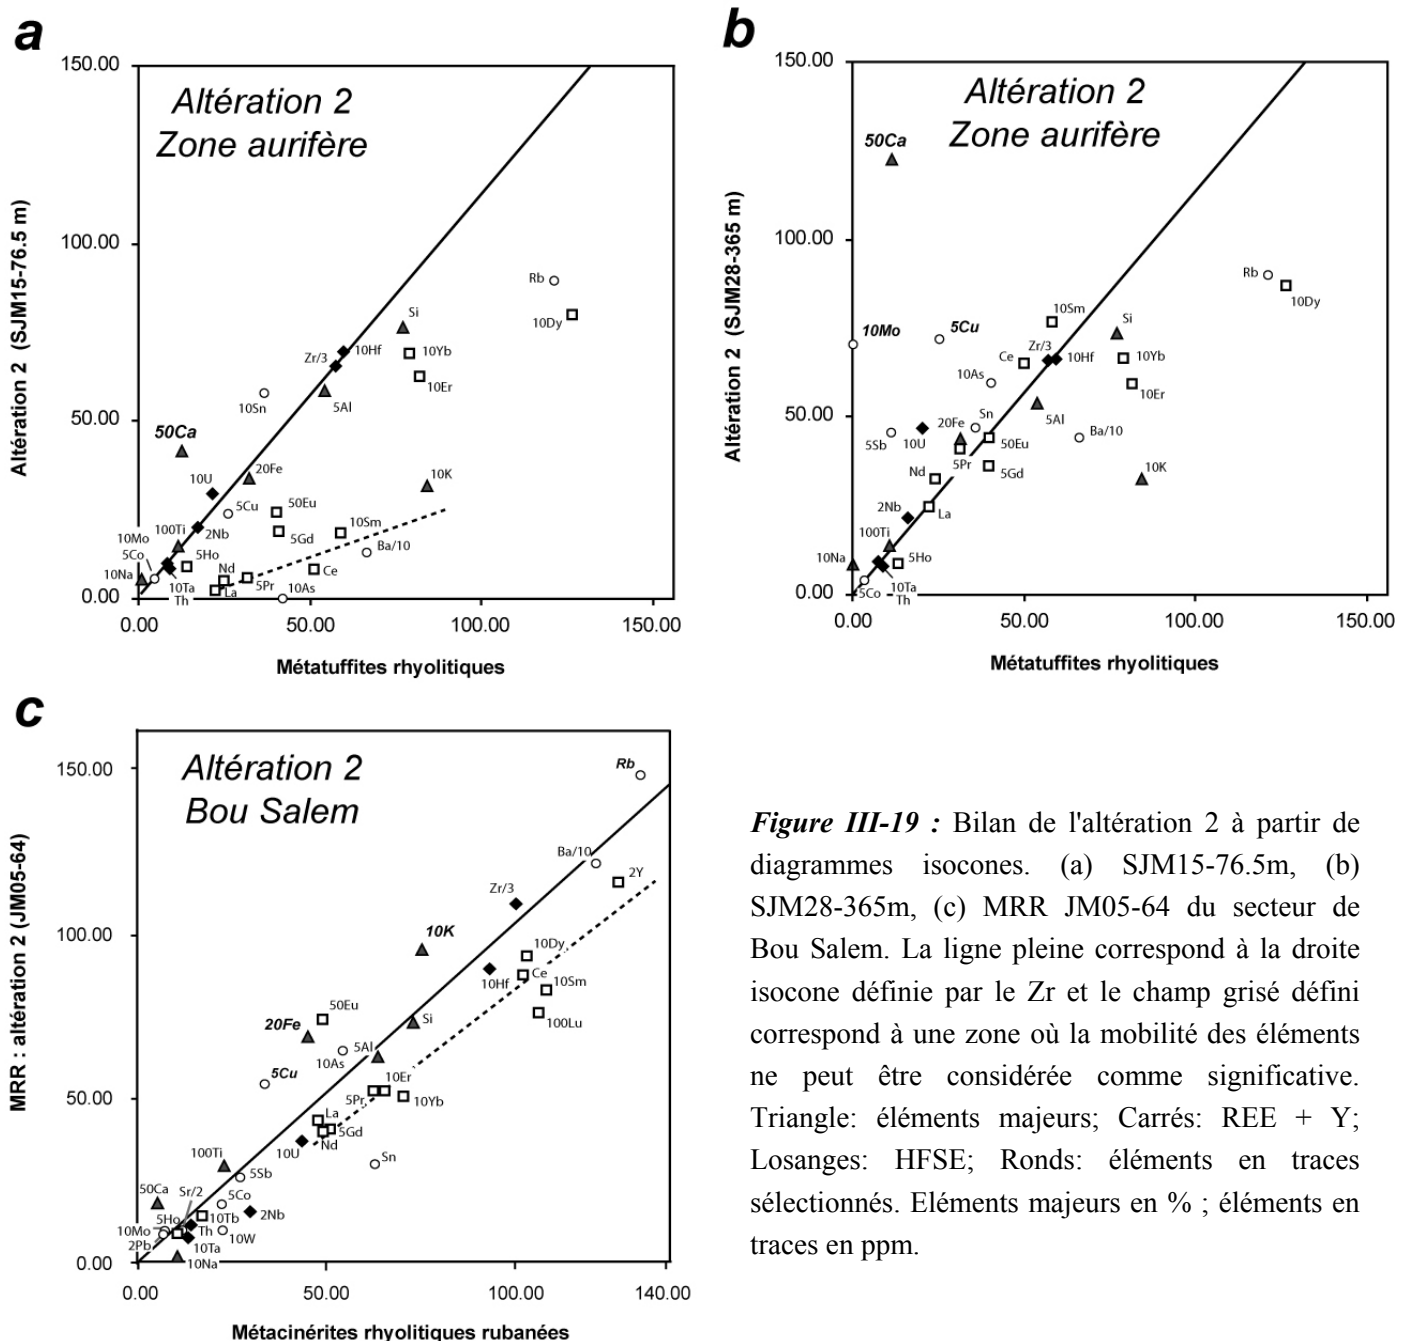 a
150.00
Altération 2
Zone aurifère
100.00
Rb
10Dy
Si
Zr/3
10Hf
10Yb
10Er
5Al
10Sn
50.00
50Ca
20Fe
10K
10U
5Cu
50Eu
100Ti
2Nb
10Mo
5Gd
10Sm
Ba/10
5Co
5Ho
Nd
5Pr
Ce
10Na
10Ta
La
10As
Th
0.00
0.00
50.00
100.00
150.00
Altération 2 (SJM15-76.5 m)
Métatuffites rhyolitiques
b
150.00
Altération 2
Zone aurifère
50Ca
100.00
Rb
10Dy
10Sm
10Mo
5Cu
Si
Zr/3
Ce
10Hf
10Yb
10As
10Er
5Al
50.00
Sn
20Fe
5Sb
10U
50Eu
Ba/10
5Pr
5Gd
Nd
10K
2Nb
La
100Ti
10Na
5Ho
5Co
10Ta
Th
0.00
0.00
50.00
100.00
150.00
Altération 2 (SJM28-365 m)
Métatuffites rhyolitiques
c
150.00
Altération 2
Bou Salem
Rb
Ba/10
2Y
Zr/3
100.00
10K
10Dy
Ce
10Hf
10Sm
50Eu
100Lu
20Fe
Si
5Al
10As
5Cu
10Er
50.00
5Pr
10Yb
La
5Gd
10U
Nd
100Ti
Sn
5Sb
50Ca
Sr/2
5Co
5Ho
10Tb
2Nb
10Mo
Th
10W
2Pb
10Ta
10Na
0.00
0.00
50.00
100.00
140.00
MRR : altération 2 (JM05-64)
Métacinérites rhyolitiques rubanées
Figure III-19 : Bilan de l'altération 2 à partir de
diagrammes isocones. (a) SJM15-76.5m, (b)
SJM28-365m, (c) MRR JM05-64 du secteur de
Bou Salem. La ligne pleine correspond à la droite
isocone définie par le Zr et le champ grisé défini
correspond à une zone où la mobilité des éléments
ne peut être considérée comme significative.
Triangle: éléments majeurs; Carrés: REE + Y;
Losanges: HFSE; Ronds: éléments en traces
sélectionnés. Eléments majeurs en % ; éléments en
traces en ppm.